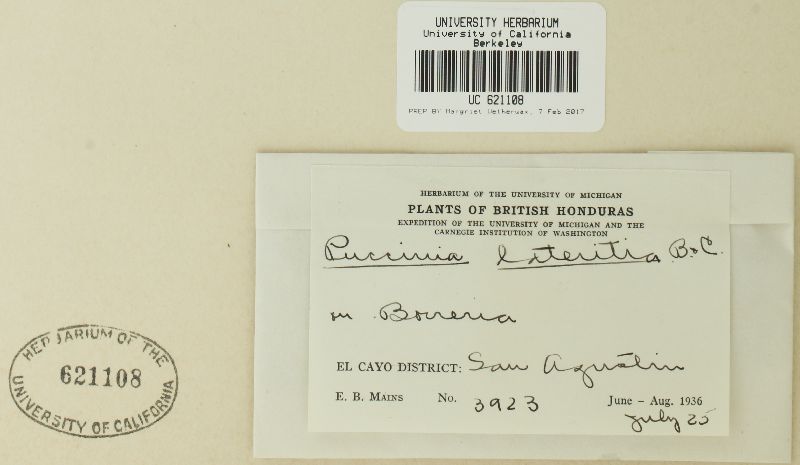 UNIVERSITY HERBARIUM
University of California
Berkeley
UC 621108
PREP BY Margriet Wetherwax, 7 Feb 2017
HERBARIUM OF THE UNIVERSITY OF MICHIGAN
PLANTS OF BRITISH HONDURAS
EXPEDITION OF THE UNIVERSITY OF MICHIGAN AND THE
CARNEGIE INSTITUTION OF WASHINGTON
Puccinia lateritia B.&C.
on Borreria
EL CAYO DISTRICT: San Agustin
E. B. MAINS No. 3923 June - Aug. 1936
July 25
HERBARIUM OF THE
621108
UNIVERSITY OF CALIFORNIA